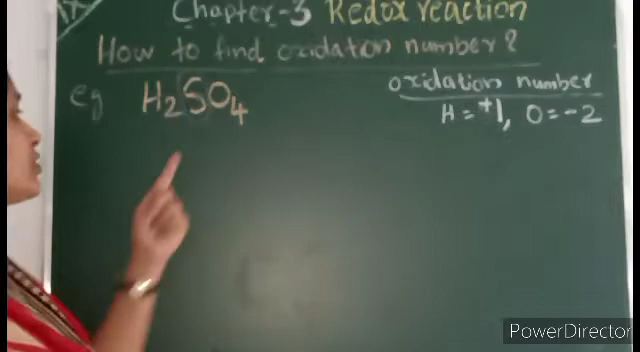 Chapter-3 Redox reaction
How to find oxidation number?
eg H2SO4
oxidation number
H = +1, O = -2
PowerDirector